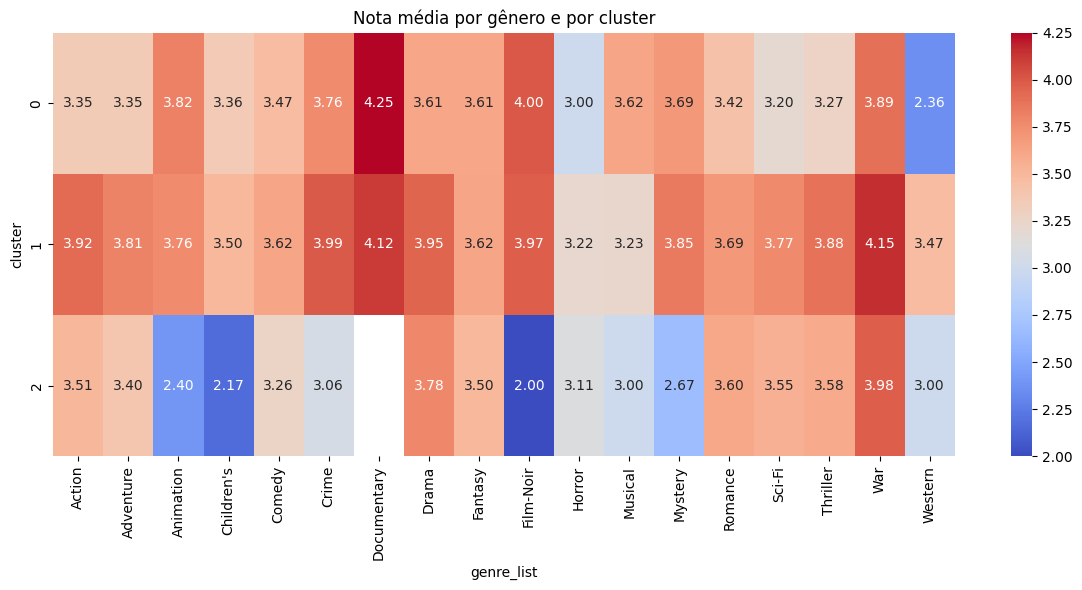 Nota média por gênero e por cluster
cluster
0
3.35 3.35 3.82 3.36 3.47 3.76 4.25 3.61 3.61 4.00 3.00 3.62 3.69 3.42 3.20 3.27 3.89 2.36
1
3.92 3.81 3.76 3.50 3.62 3.99 4.12 3.95 3.62 3.97 3.22 3.23 3.85 3.69 3.77 3.88 4.15 3.47
2
3.51 3.40 2.40 2.17 3.26 3.06 3.78 3.50 2.00 3.11 3.00 2.67 3.60 3.55 3.58 3.98 3.00
Action
Adventure
Animation
Children's
Comedy
Crime
Documentary
Drama
Fantasy
Film-Noir
Horror
Musical
Mystery
Romance
Sci-Fi
Thriller
War
Western
genre_list
4.25
4.00
3.75
3.50
3.25
3.00
2.75
2.50
2.25
2.00